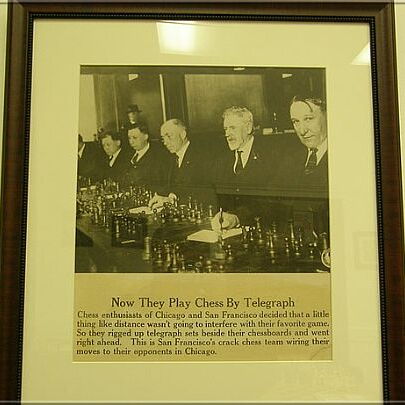 Now They Play Chess By Telegraph
Chess enthusiasts of Chicago and San Francisco decided that a little
thing like distance wasn't going to interfere with their favorite game.
So they rigged up telegraph sets beside their chessboards and went
right ahead. This is San Francisco's crack chess team wiring their
moves to their opponents in Chicago.